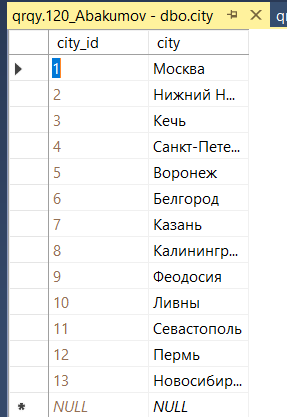 qrqy.120_Abakumov - dbo.city
city_id city
1 Москва
2 Нижний Н...
3 Кечь
4 Санкт-Пете...
5 Воронеж
6 Белгород
7 Казань
8 Калинингр...
9 Феодосия
10 Ливны
11 Севастополь
12 Пермь
13 Новосибир...
NULL NULL